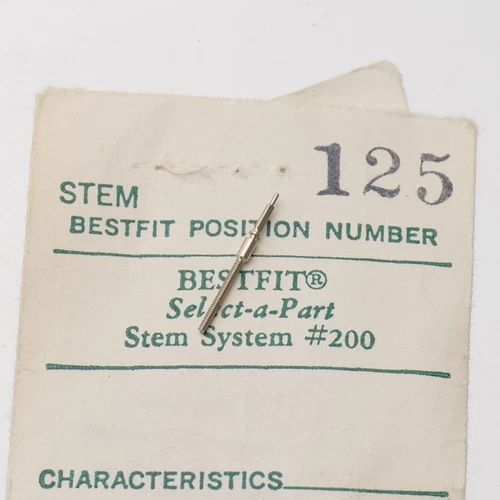 125
STEM
BESTFIT POSITION NUMBER
BESTFIT®
Select-a-Part
Stem System #200
CHARACTERISTICS